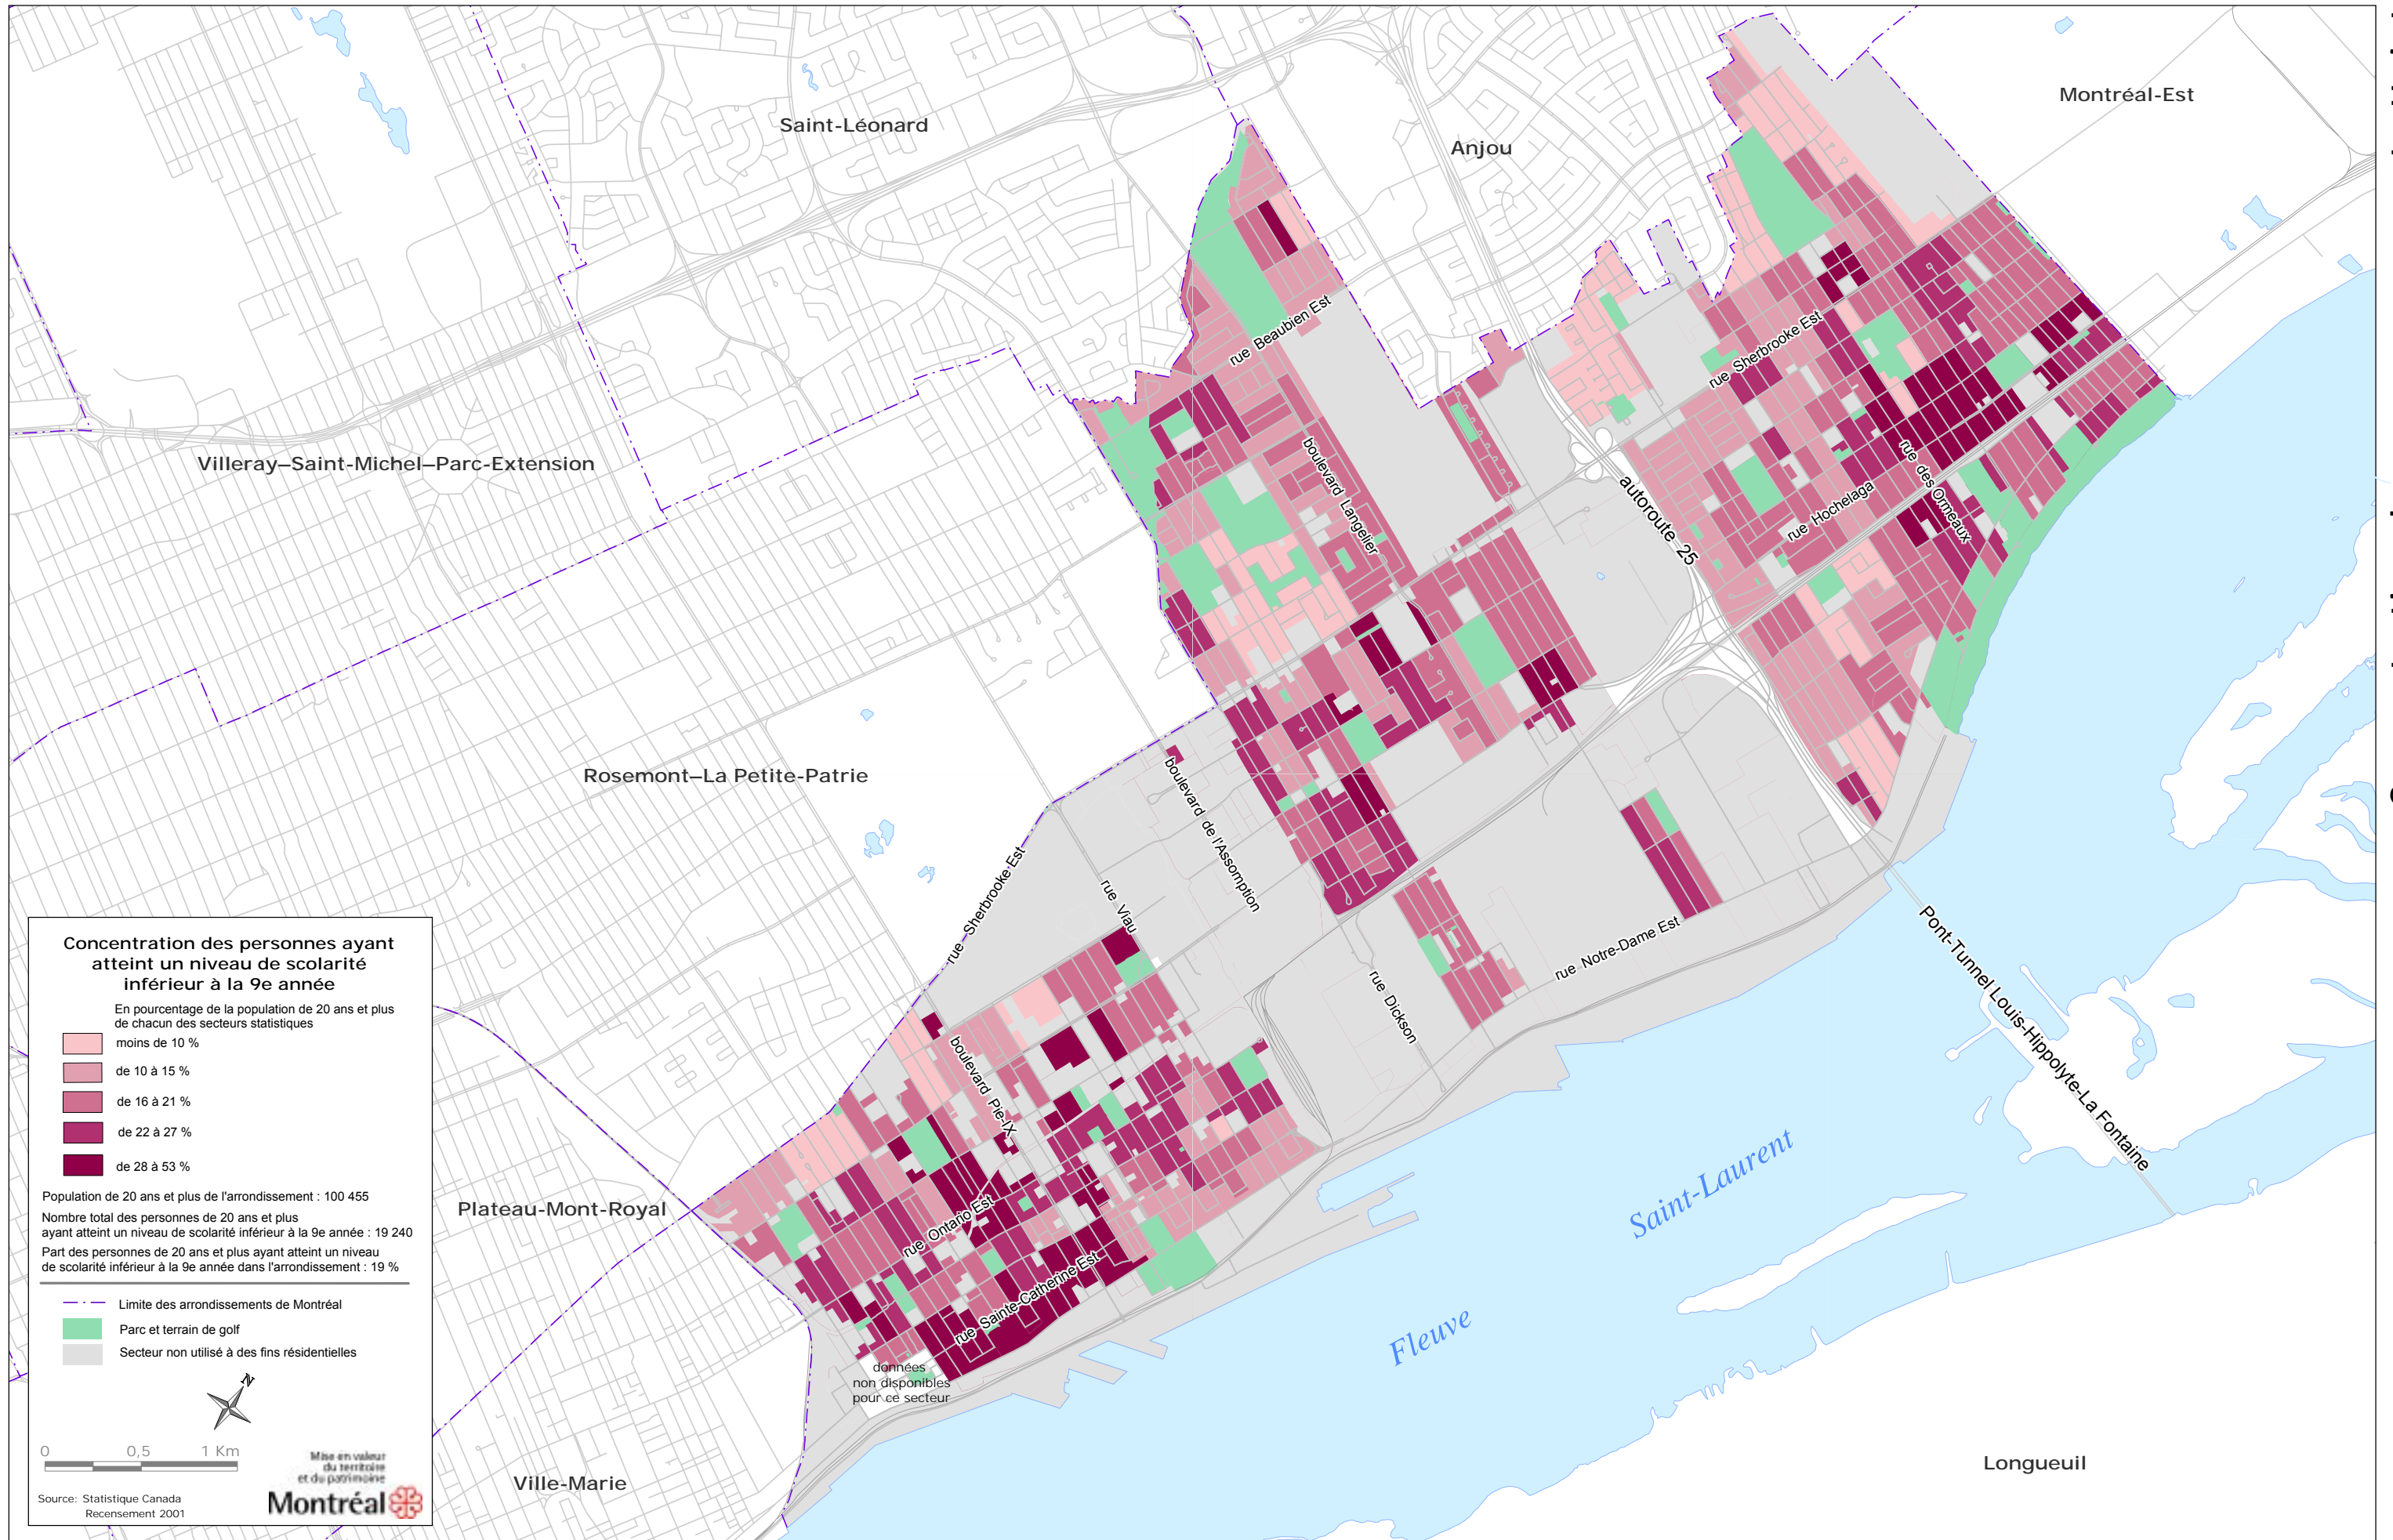 Montréal-Est
Saint-Léonard
Anjou
rue Beaubien Est
rue Sherbrooke Est
boulevard Langelier
Villeray–Saint-Michel–Parc-Extension
autoroute 25
rue des Ormeaux
rue Hochelaga
Rosemont–La Petite-Patrie
boulevard de l'Assomption
rue Sherbrooke Est
rue Viau
rue Notre-Dame Est
rue Dickson
Pont-Tunnel Louis-Hippolyte-La Fontaine
boulevard Pie-IX
Plateau-Mont-Royal
rue Ontario Est
rue Sainte-Catherine Est
Fleuve
Saint-Laurent
données
non disponibles
pour ce secteur
Ville-Marie
Longueuil
Concentration des personnes ayant
atteint un niveau de scolarité
inférieur à la 9e année
En pourcentage de la population de 20 ans et plus
de chacun des secteurs statistiques
moins de 10 %
de 10 à 15 %
de 16 à 21 %
de 22 à 27 %
de 28 à 53 %
Population de 20 ans et plus de l'arrondissement : 100 455
Nombre total des personnes de 20 ans et plus
ayant atteint un niveau de scolarité inférieur à la 9e année : 19 240
Part des personnes de 20 ans et plus ayant atteint un niveau
de scolarité inférieur à la 9e année dans l'arrondissement : 19 %
Limite des arrondissements de Montréal
Parc et terrain de golf
Secteur non utilisé à des fins résidentielles
N
0 0,5 1 Km
Mise en valeur
du territoire
et du patrimoine
Montréal
Source: Statistique Canada
Recensement 2001